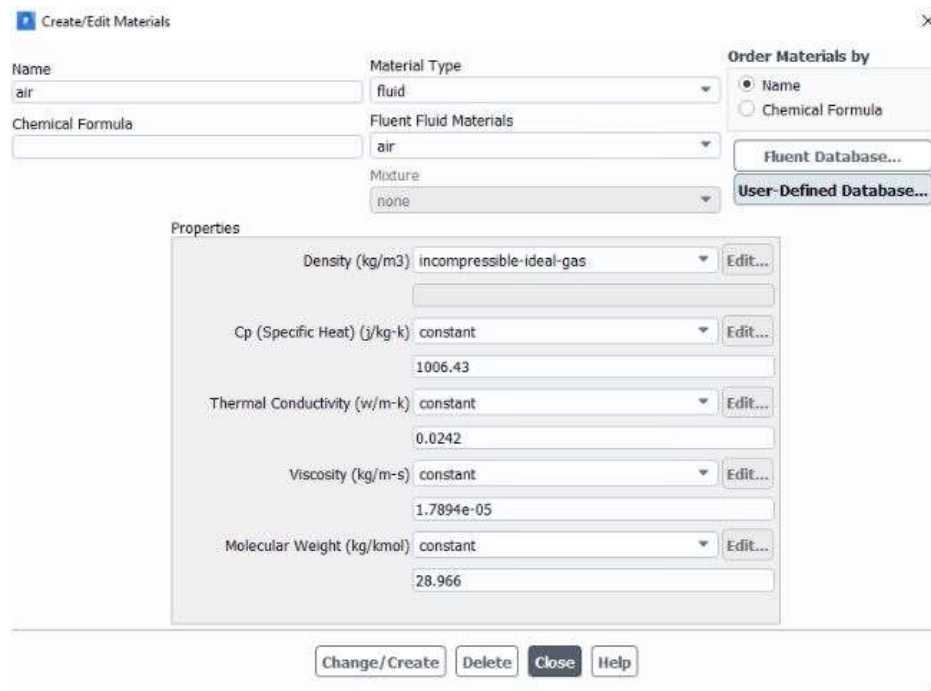 Create/Edit Materials
Name
air
Chemical Formula
Material Type
fluid
Fluent Fluid Materials
air
Mixture
none
Order Materials by
Name
Chemical Formula
Fluent Database...
User-Defined Database...
Properties
Density (kg/m3) incompressible-ideal-gas Edit...
Cp (Specific Heat) (j/kg-k) constant Edit...
1006.43
Thermal Conductivity (w/m-k) constant Edit...
0.0242
Viscosity (kg/m-s) constant Edit...
1.7894e-05
Molecular Weight (kg/kmol) constant Edit...
28.966
Change/Create Delete Close Help